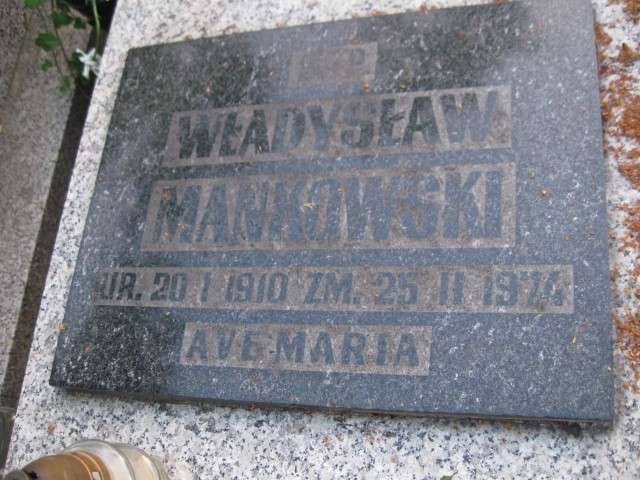 Ś P
WŁADYSŁAW
MANKOWSKI
UR. 20 I 1910 ZM. 25 II 1974
AVE MARIA